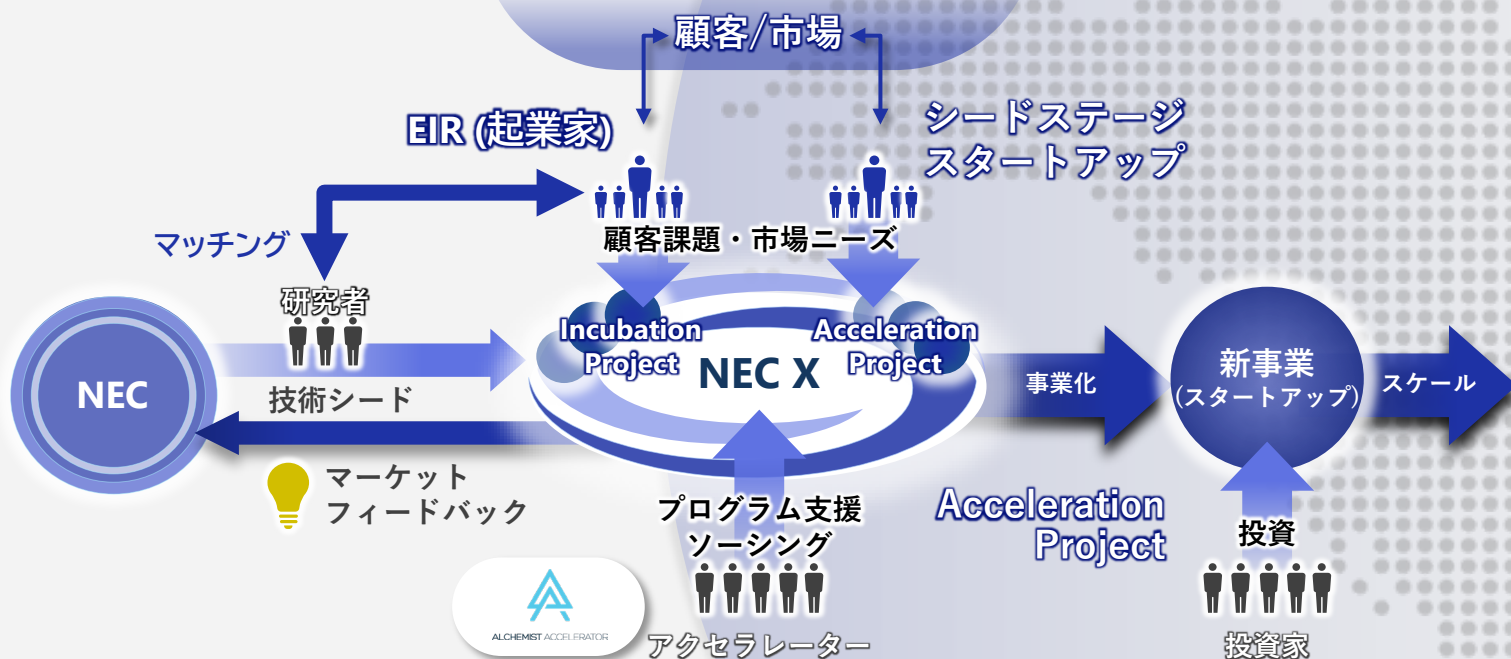 顧客/市場
EIR (起業家)
シードステージ
スタートアップ
マッチング
顧客課題・市場ニーズ
研究者
Incubation
Project
Acceleration
Project
NEC X
NEC
技術シード
事業化
新事業
(スタートアップ)
スケール
マーケット
フィードバック
プログラム支援
ソーシング
Acceleration
Project
投資
ALCHEMIST ACCELERATOR
アクセラレーター
投資家